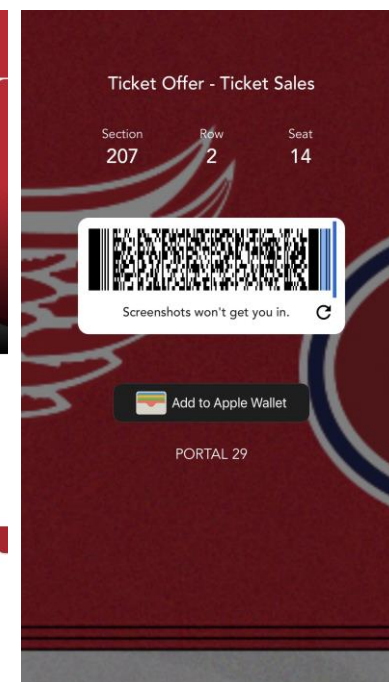 Ticket Offer - Ticket Sales
Section Row Seat
207 2 14
Screenshots won't get you in.
Add to Apple Wallet
PORTAL 29